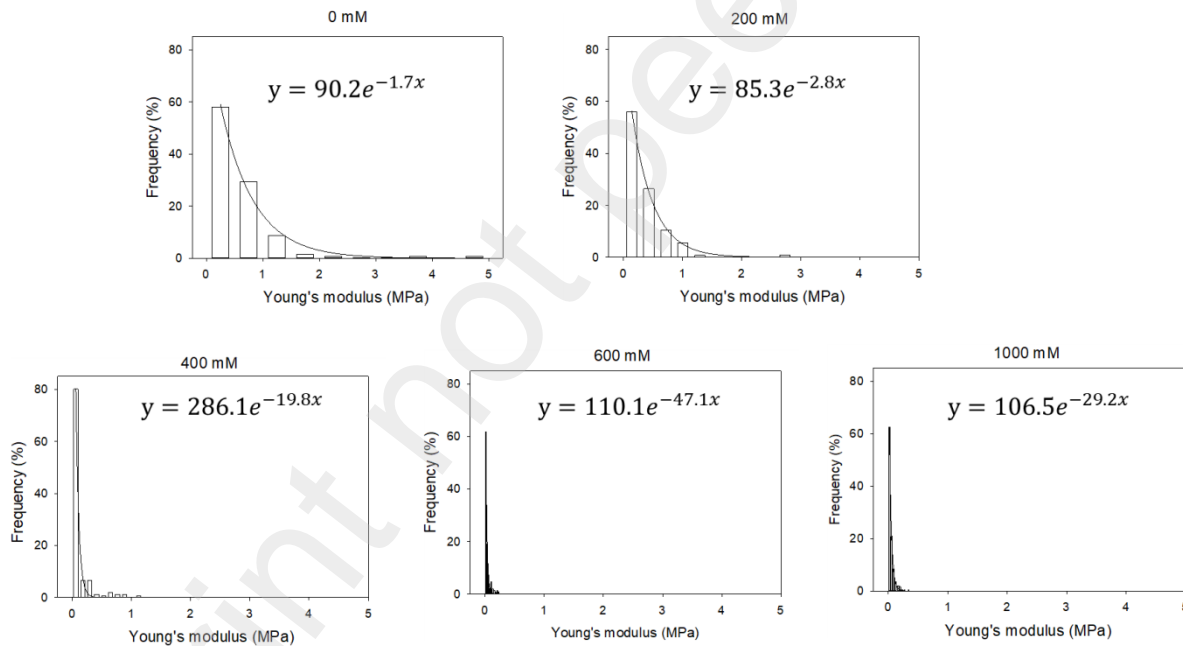 0 mM
80
60
40
20
0
Frequency (%)
y = 90.2e^{-1.7x}
0 1 2 3 4 5
Young's modulus (MPa)
200 mM
80
60
40
20
0
Frequency (%)
y = 85.3e^{-2.8x}
0 1 2 3 4 5
Young's modulus (MPa)
400 mM
80
60
40
20
0
Frequency (%)
y = 286.1e^{-19.8x}
0 1 2 3 4 5
Young's modulus (MPa)
600 mM
80
60
40
20
0
Frequency (%)
y = 110.1e^{-47.1x}
0 1 2 3 4 5
Young's modulus (MPa)
1000 mM
80
60
40
20
0
Frequency (%)
y = 106.5e^{-29.2x}
0 1 2 3 4 5
Young's modulus (MPa)
rint not pee